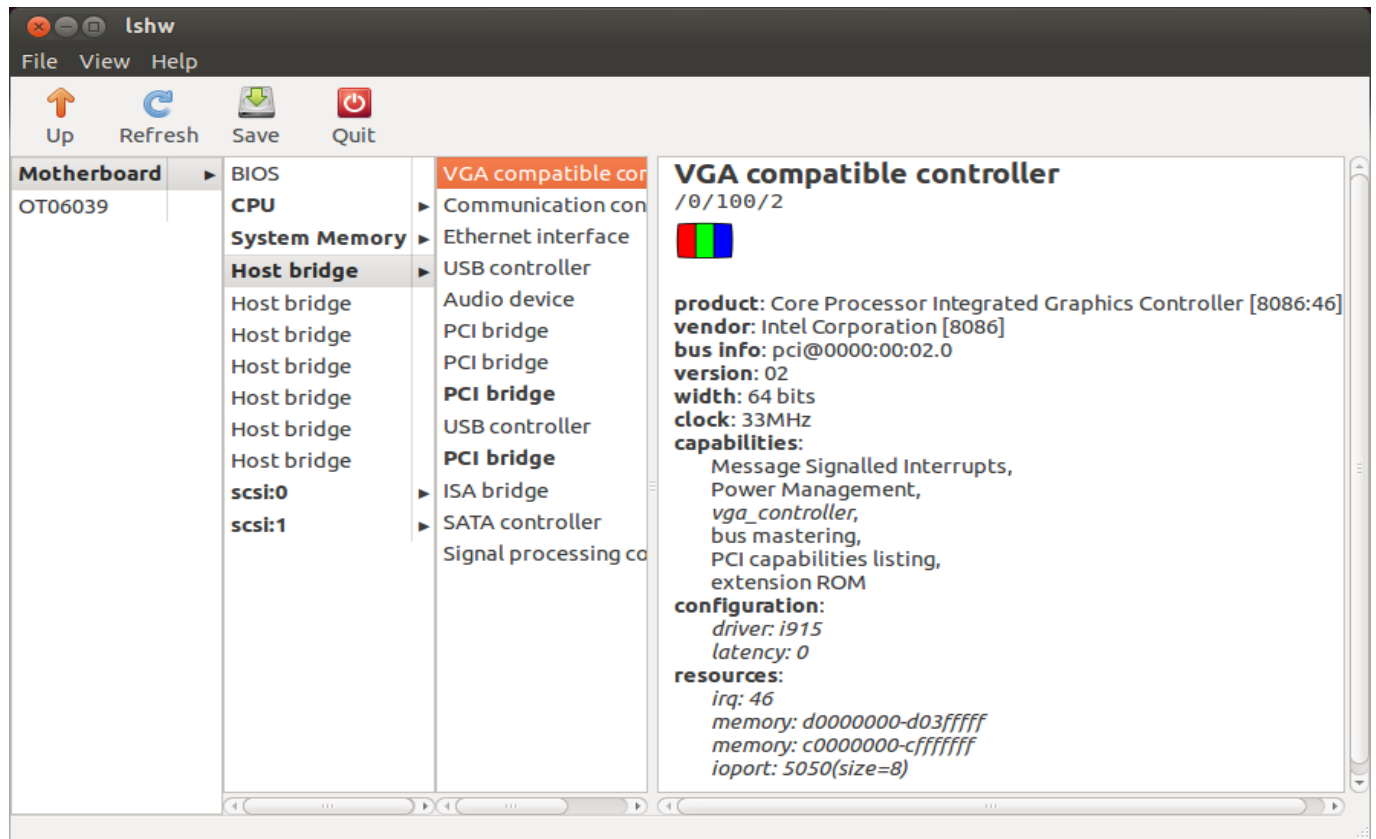 lshw
File View Help
Up Refresh Save Quit
Motherboard
OT06039
BIOS
CPU
System Memory
Host bridge
Host bridge
Host bridge
Host bridge
Host bridge
Host bridge
Host bridge
scsi:0
scsi:1
VGA compatible cor
Communication con
Ethernet interface
USB controller
Audio device
PCI bridge
PCI bridge
PCI bridge
USB controller
PCI bridge
ISA bridge
SATA controller
Signal processing co
VGA compatible controller
/0/100/2
product: Core Processor Integrated Graphics Controller [8086:46]
vendor: Intel Corporation [8086]
bus info: pci@0000:00:02.0
version: 02
width: 64 bits
clock: 33MHz
capabilities:
Message Signalled Interrupts,
Power Management,
vga_controller,
bus mastering,
PCI capabilities listing,
extension ROM
configuration:
driver: i915
latency: 0
resources:
irq: 46
memory: d0000000-d03fffff
memory: c0000000-cfffffff
ioport: 5050(size=8)